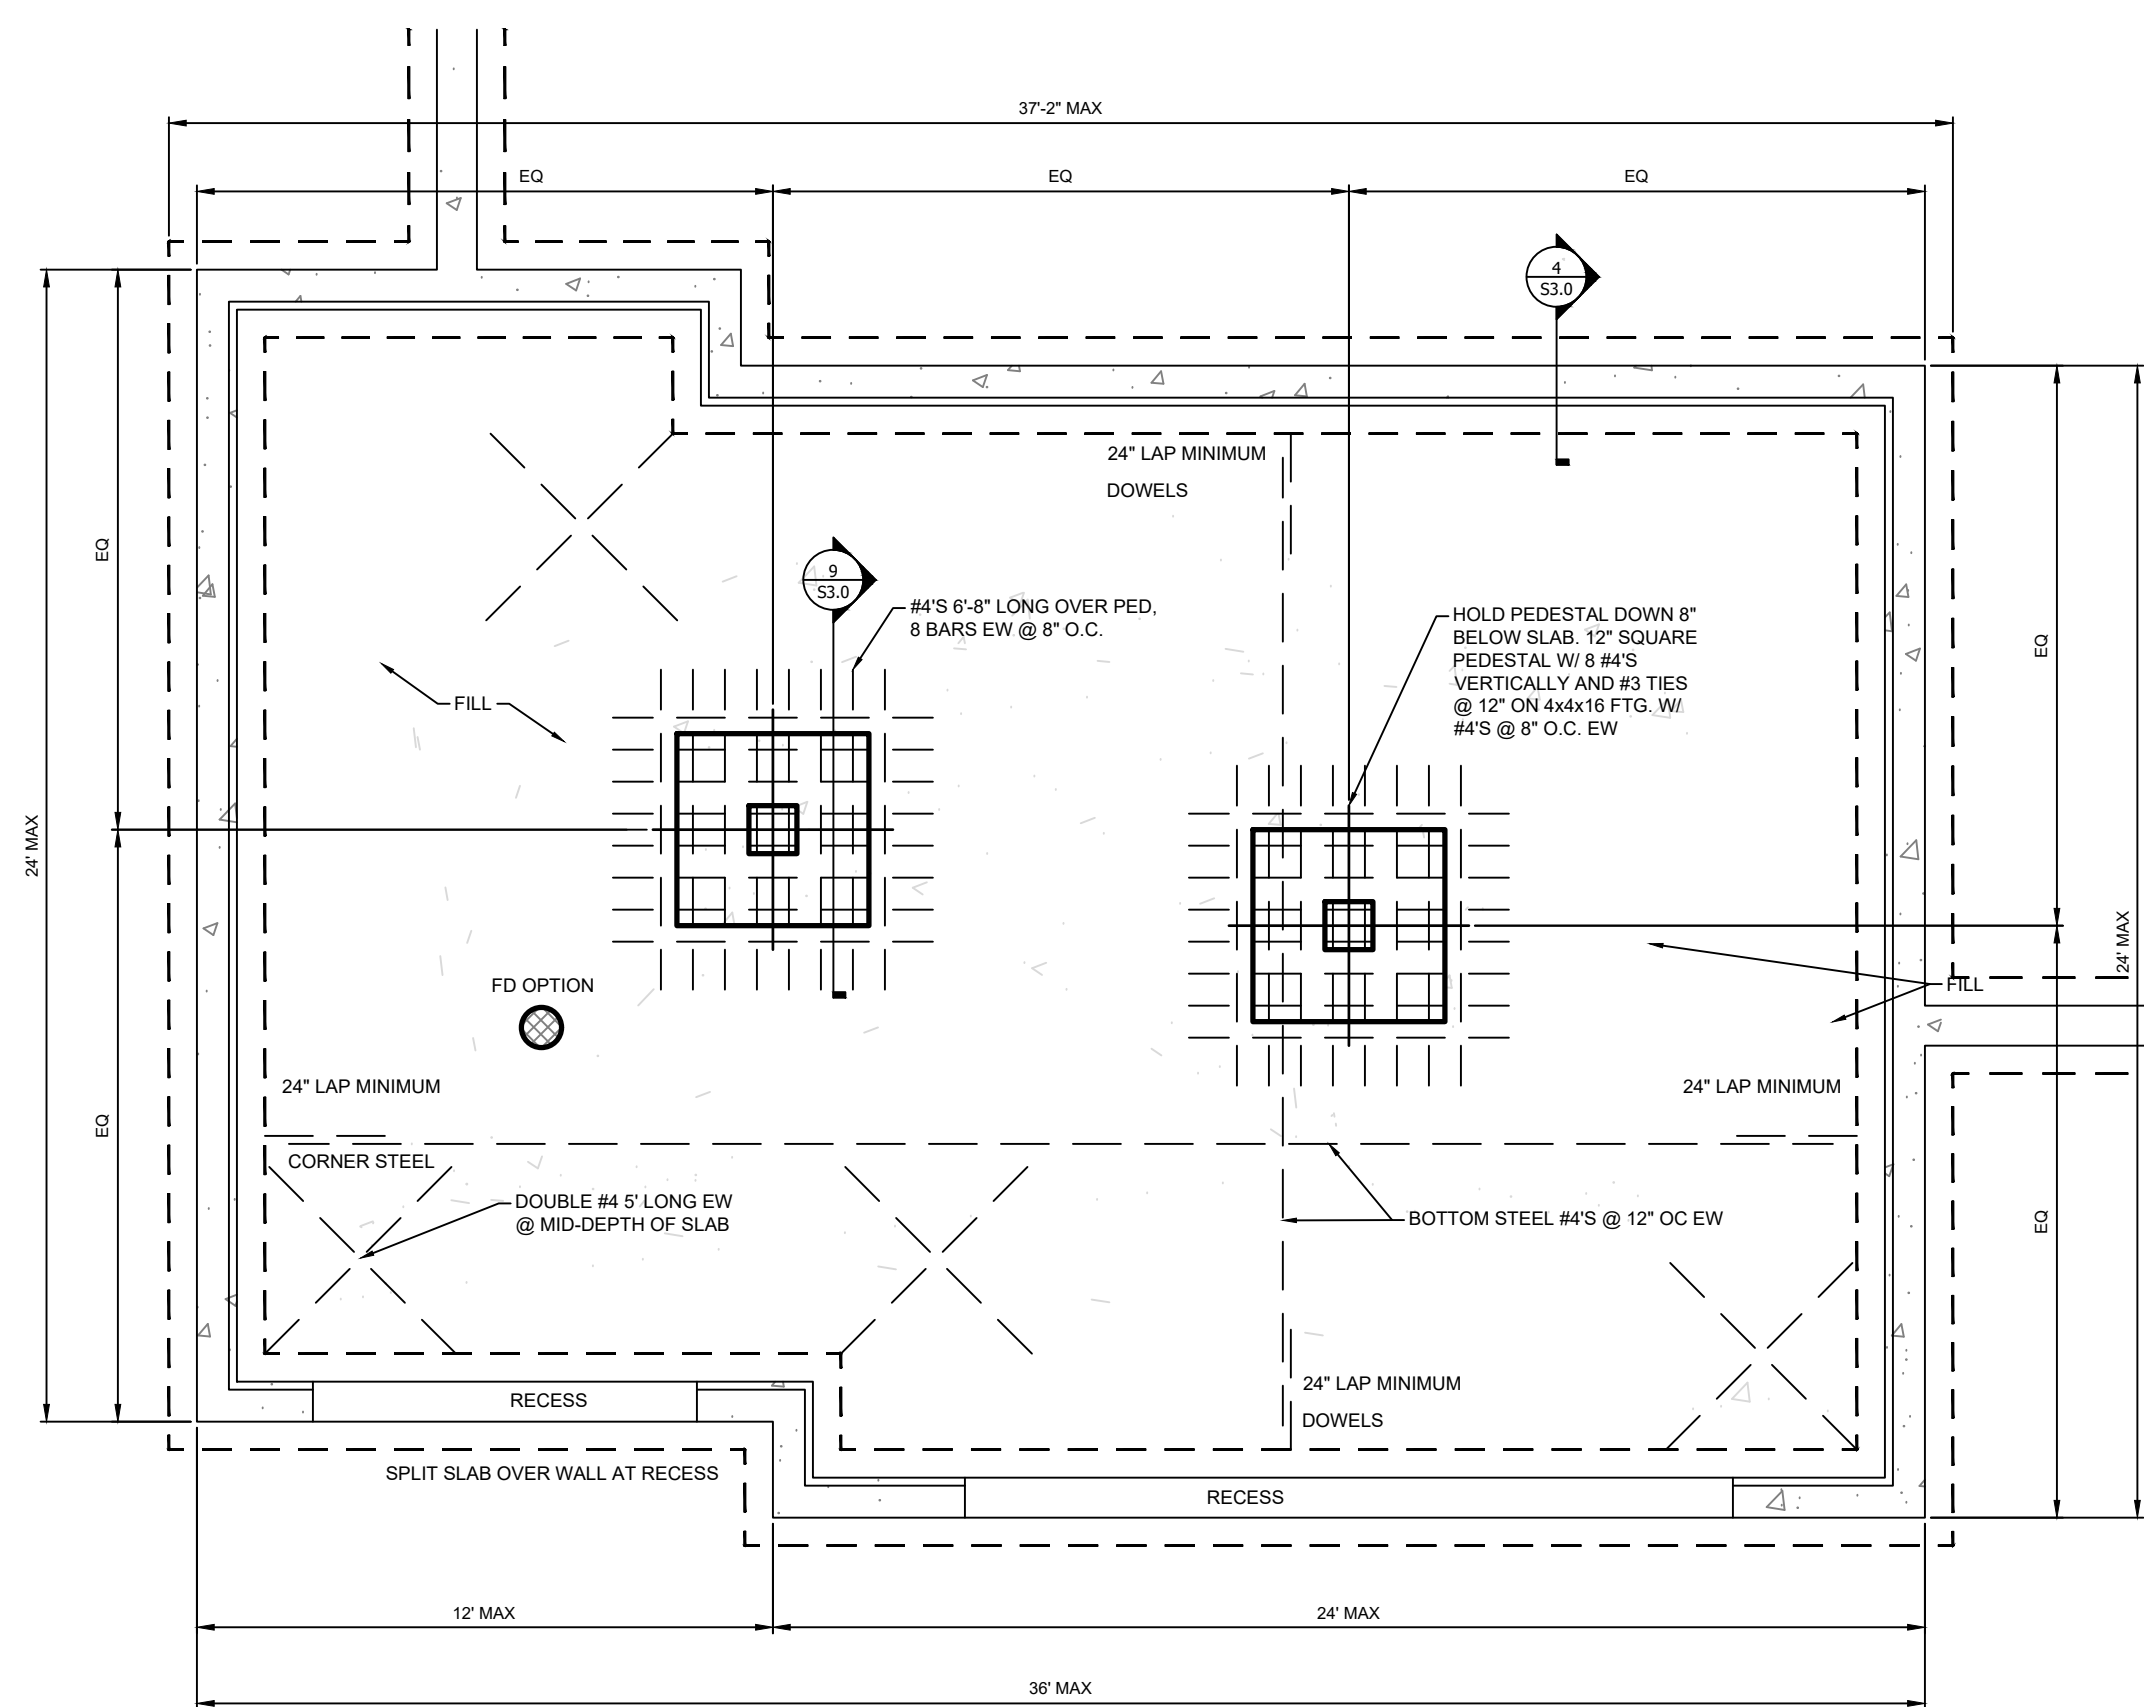 37'-2" MAX
EQ
EQ
EQ
4
S3.0
24" LAP MINIMUM
DOWELS
EQ
9
S3.0
#4'S 6'-8" LONG OVER PED,
8 BARS EW @ 8" O.C.
HOLD PEDESTAL DOWN 8"
BELOW SLAB. 12" SQUARE
PEDESTAL W/ 8 #4'S
VERTICALLY AND #3 TIES
@ 12" ON 4x4x16 FTG. W/
#4'S @ 8" O.C. EW
EQ
FILL
24' MAX
24' MAX
FD OPTION
FILL
24" LAP MINIMUM
24" LAP MINIMUM
EQ
CORNER STEEL
DOUBLE #4 5' LONG EW
@ MID-DEPTH OF SLAB
BOTTOM STEEL #4'S @ 12" OC EW
EQ
24" LAP MINIMUM
DOWELS
RECESS
SPLIT SLAB OVER WALL AT RECESS
RECESS
12' MAX
24' MAX
36' MAX